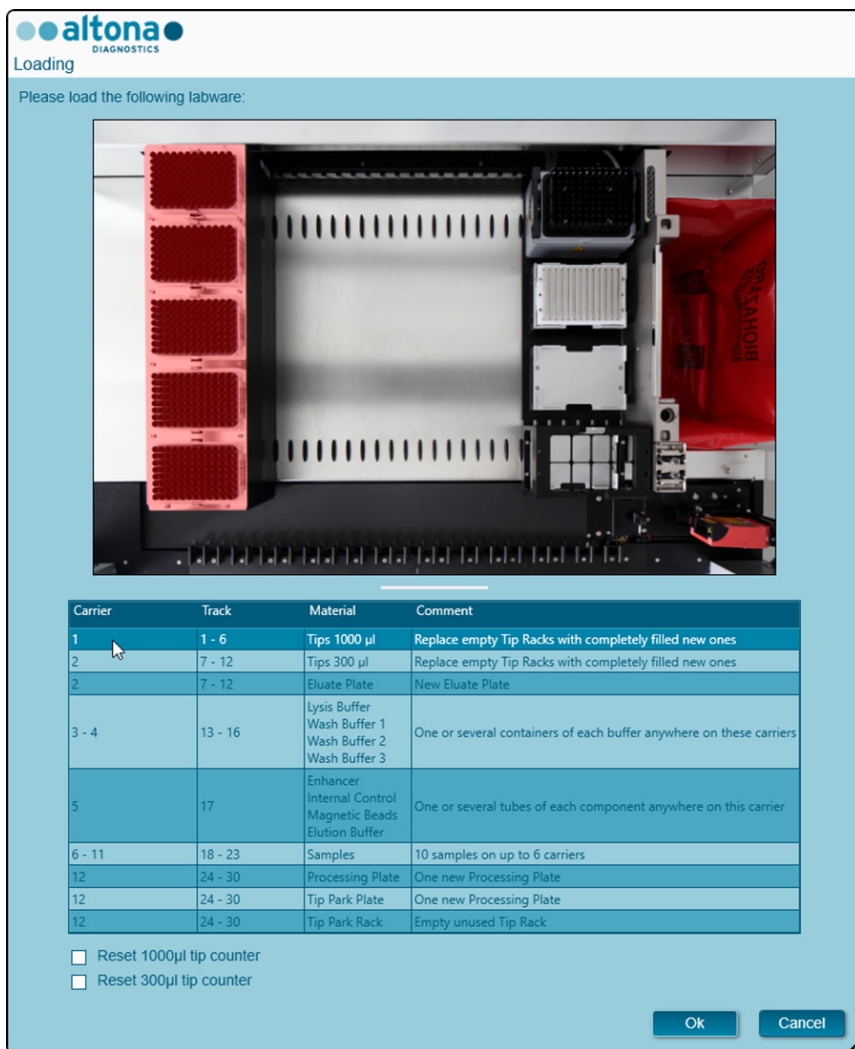 altona
DIAGNOSTICS
Loading
Please load the following labware:
BIOHAZARD
Carrier Track Material Comment
1 1 - 6 Tips 1000 µl Replace empty Tip Racks with completely filled new ones
2 7 - 12 Tips 300 µl Replace empty Tip Racks with completely filled new ones
2 7 - 12 Eluate Plate New Eluate Plate
3 - 4 13 - 16 Lysis Buffer
Wash Buffer 1
Wash Buffer 2
Wash Buffer 3
One or several containers of each buffer anywhere on these carriers
5 17 Enhancer
Internal Control
Magnetic Beads
Elution Buffer
One or several tubes of each component anywhere on this carrier
6 - 11 18 - 23 Samples 10 samples on up to 6 carriers
12 24 - 30 Processing Plate One new Processing Plate
12 24 - 30 Tip Park Plate One new Processing Plate
12 24 - 30 Tip Park Rack Empty unused Tip Rack
Reset 1000µl tip counter
Reset 300µl tip counter
Ok Cancel